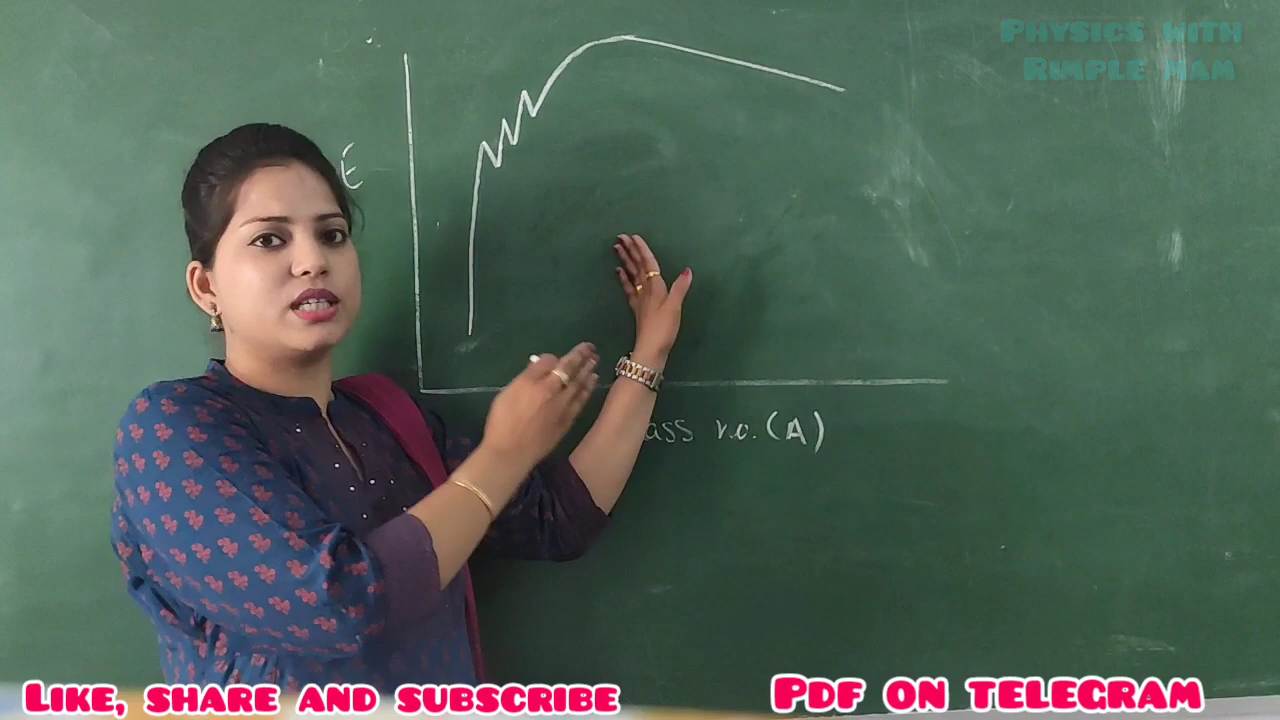 PHYSICS WITH
RIMPLE MAM
E
ass no. (A)
LIKE, SHARE AND SUBSCRIBE
PDF ON TELEGRAM